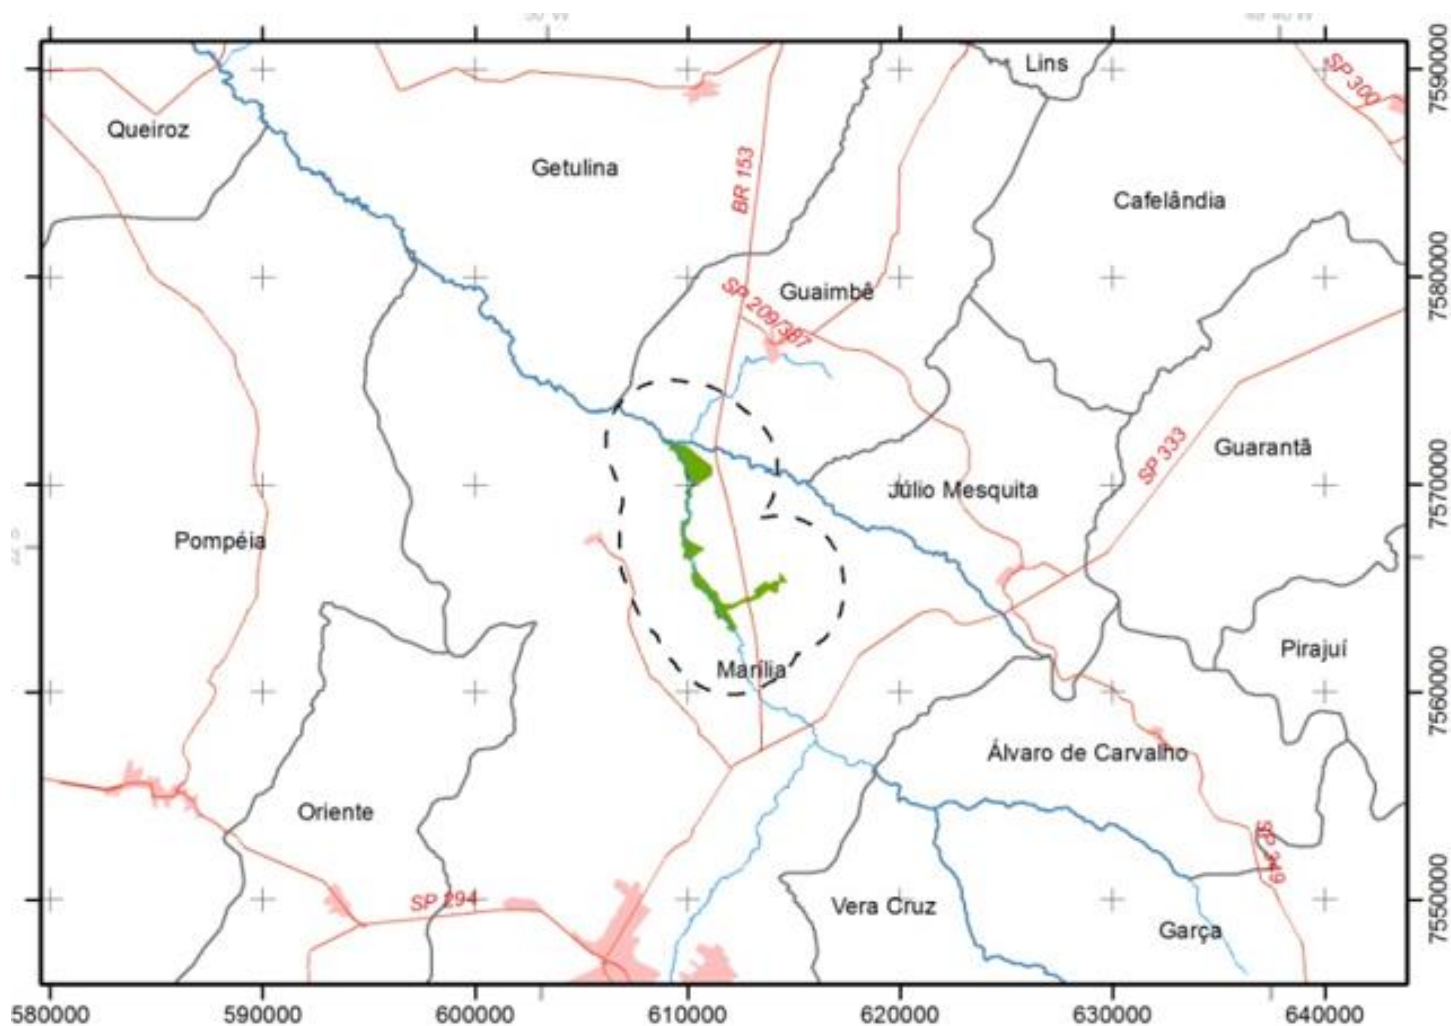 Lins
SP 300
7590000
Queiroz
Getulina
BR 153
Cafelândia
7580000
SP 209/387
Guaimbê
SP 333
Guarantã
7570000
Júlio Mesquita
Pompéia
Pirajuí
Marília
7560000
Álvaro de Carvalho
Oriente
SP 349
SP 294
Vera Cruz
Garça
7550000
580000 590000 600000 610000 620000 630000 640000